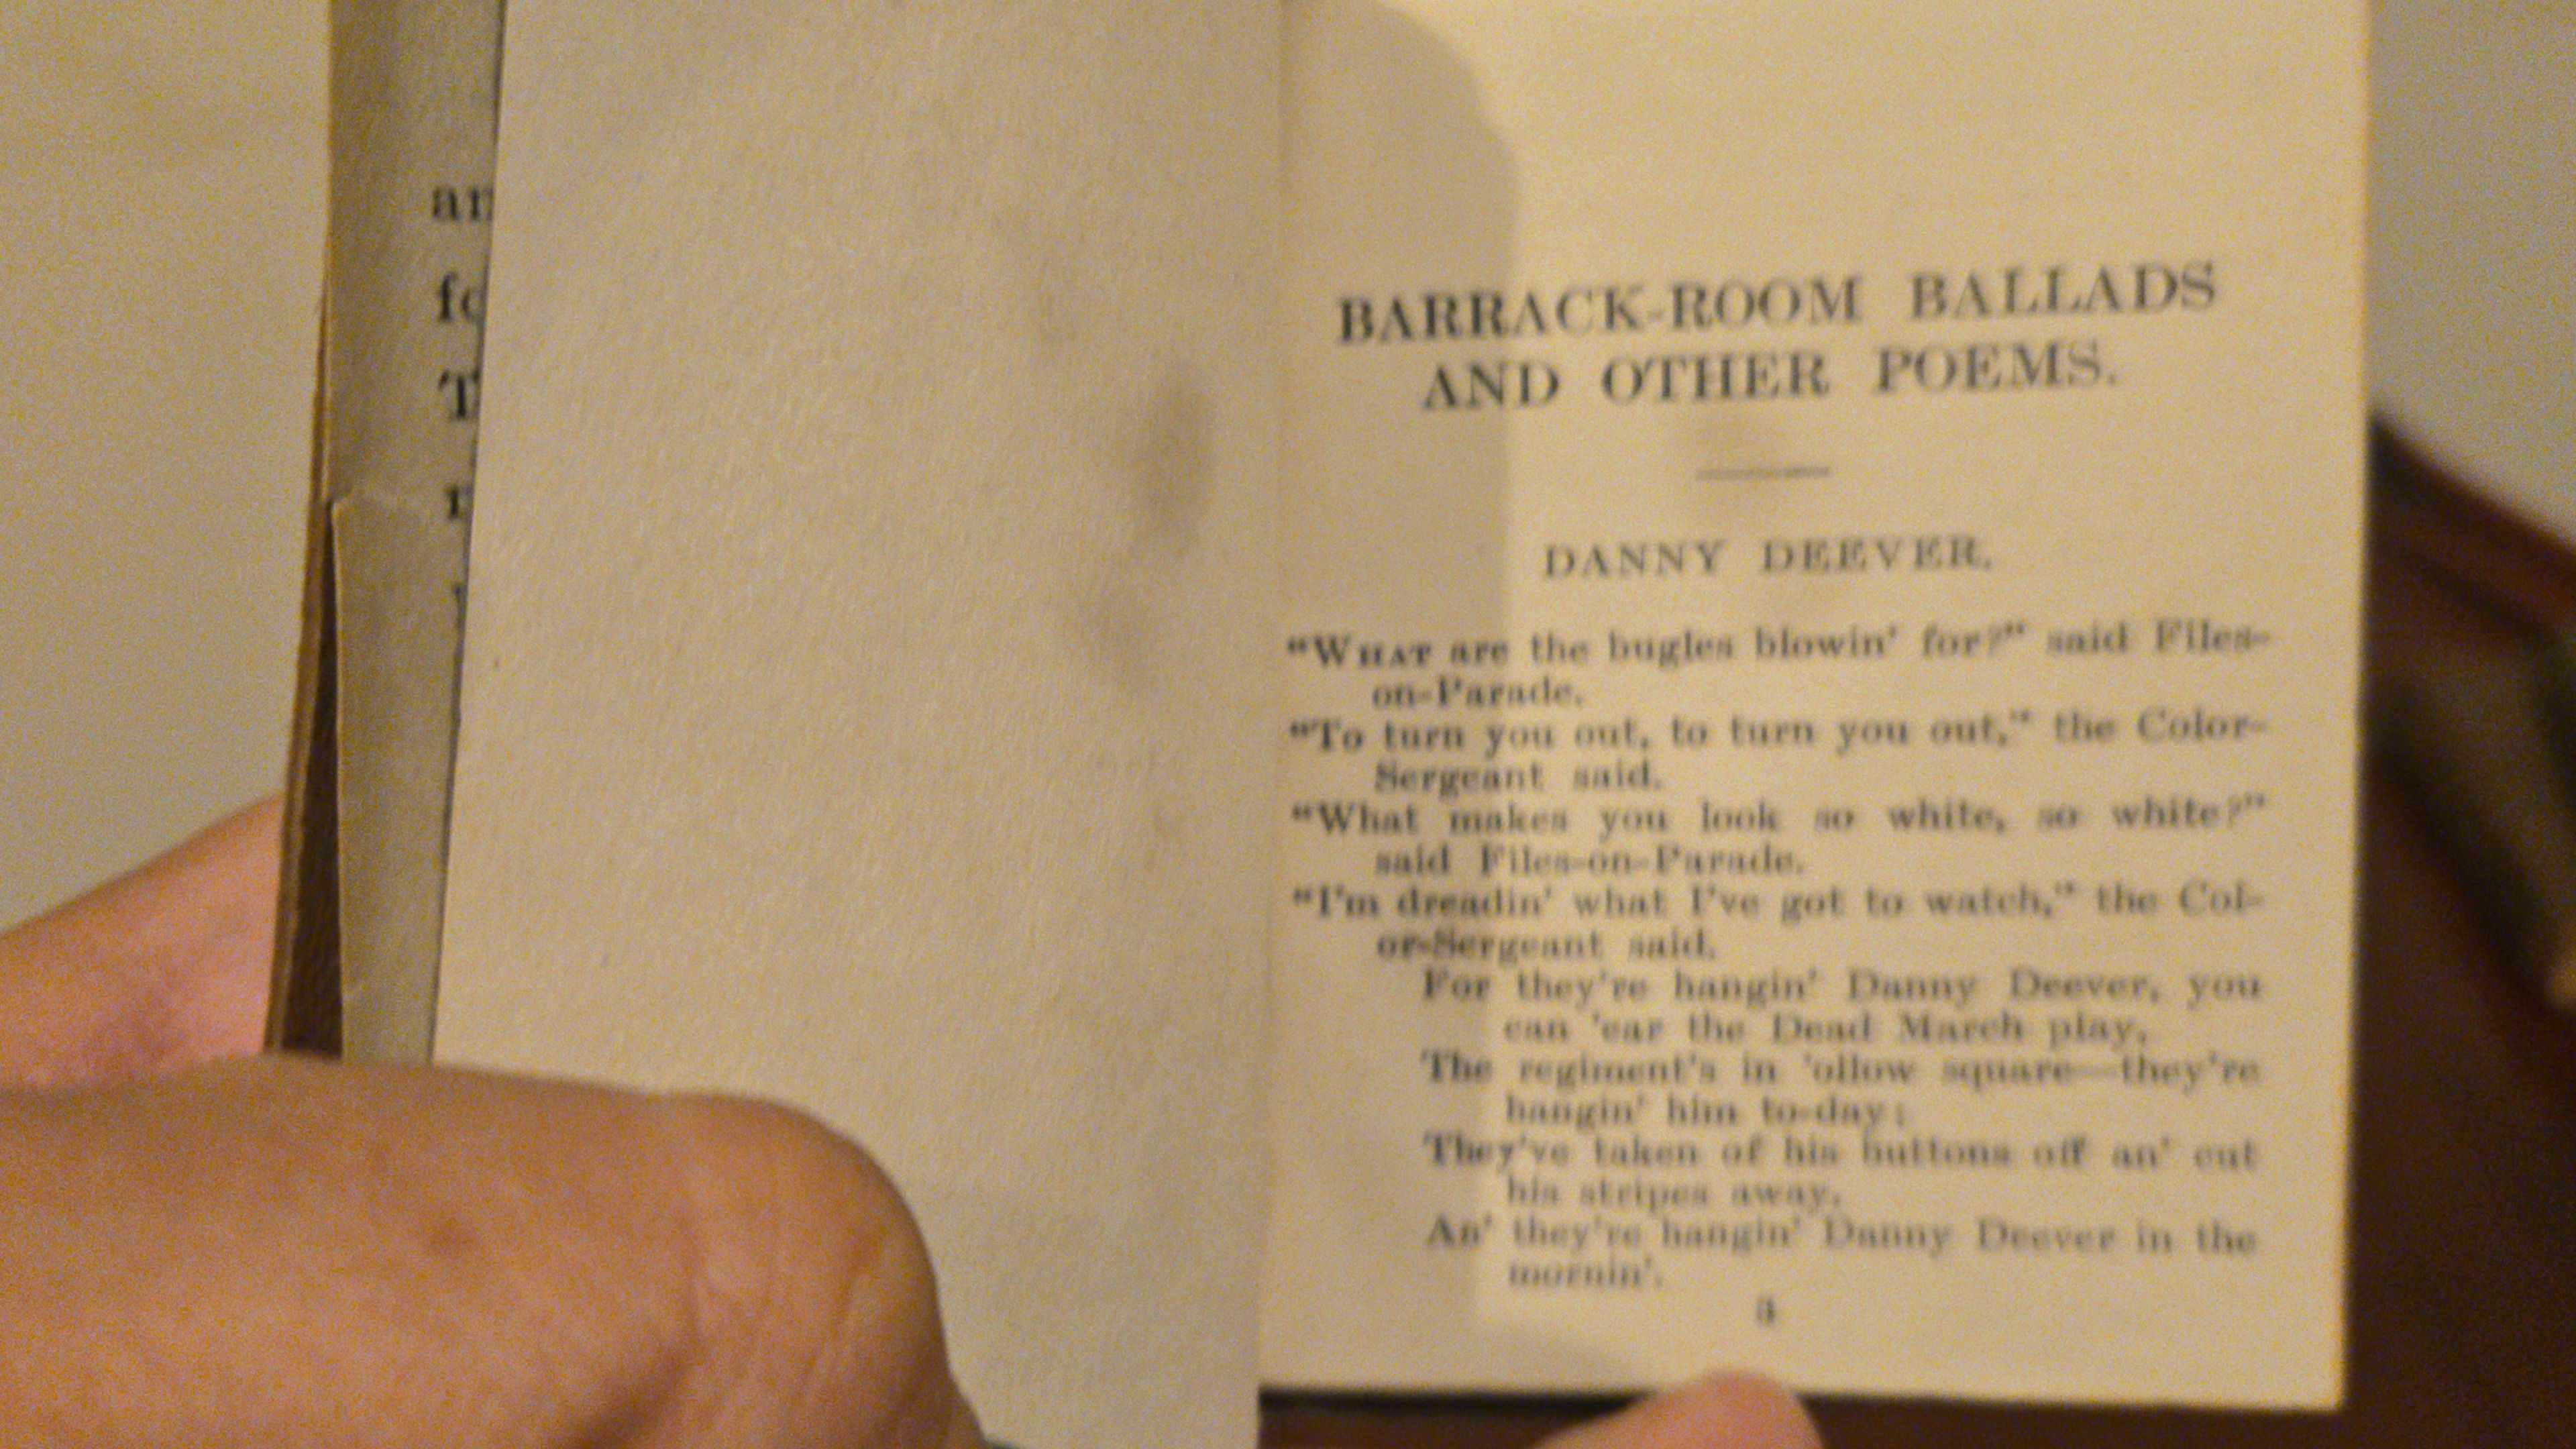 ar
fo
T
BARRACK-ROOM BALLADS
AND OTHER POEMS.
DANNY DEEVER.
“WHAT are the bugles blowin’ for?” said Files-
on-Parade.
“To turn you out, to turn you out,” the Color-
Sergeant said.
“What makes you look so white, so white?”
said Files-on-Parade.
“I’m dreadin’ what I’ve got to watch,” the Col-
or-Sergeant said.
For they’re hangin’ Danny Deever, you
can ’ear the Dead March play,
The regiment’s in ’ollow square—they’re
hangin’ him to-day;
They’ve taken of his buttons off an’ cut
his stripes away,
An’ they’re hangin’ Danny Deever in the
mornin’.
3